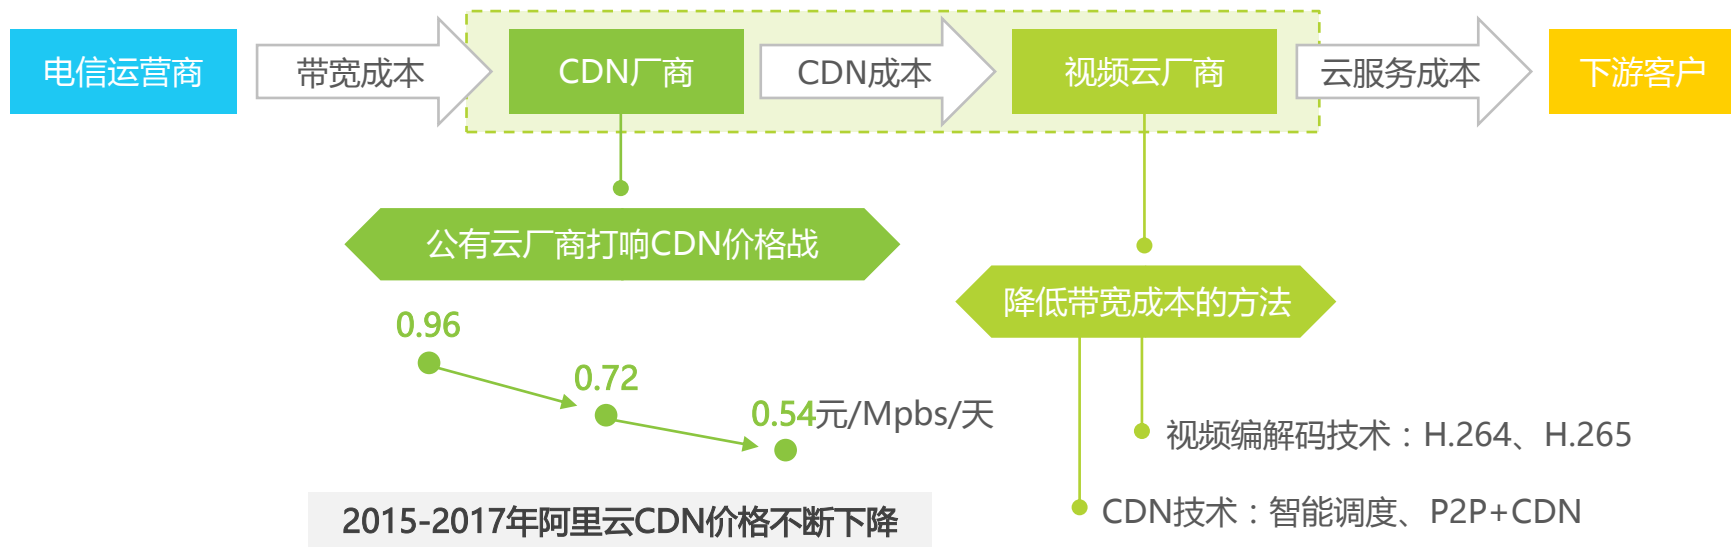 电信运营商
带宽成本
CDN厂商
CDN成本
视频云厂商
云服务成本
下游客户
公有云厂商打响CDN价格战
降低带宽成本的方法
0.96
0.72
0.54元/Mpbs/天
视频编解码技术：H.264、H.265
CDN技术：智能调度、P2P+CDN
2015-2017年阿里云CDN价格不断下降